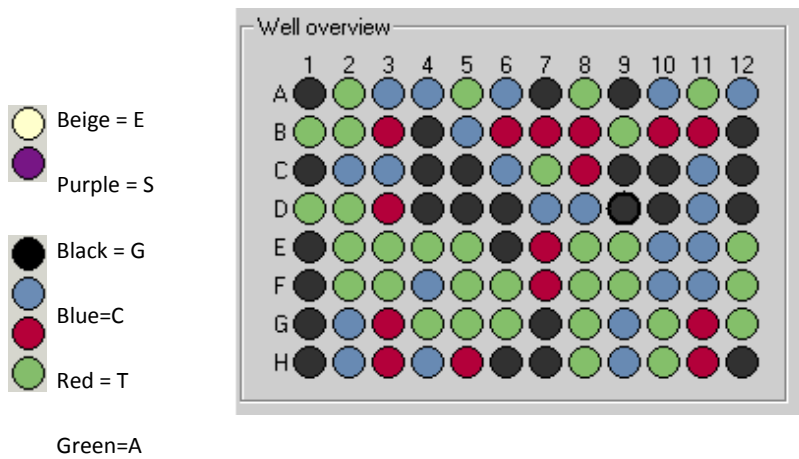 Beige = E
Purple = S
Black = G
Blue=C
Red = T
Green=A
Well overview
1 2 3 4 5 6 7 8 9 10 11 12
A
B
C
D
E
F
G
H